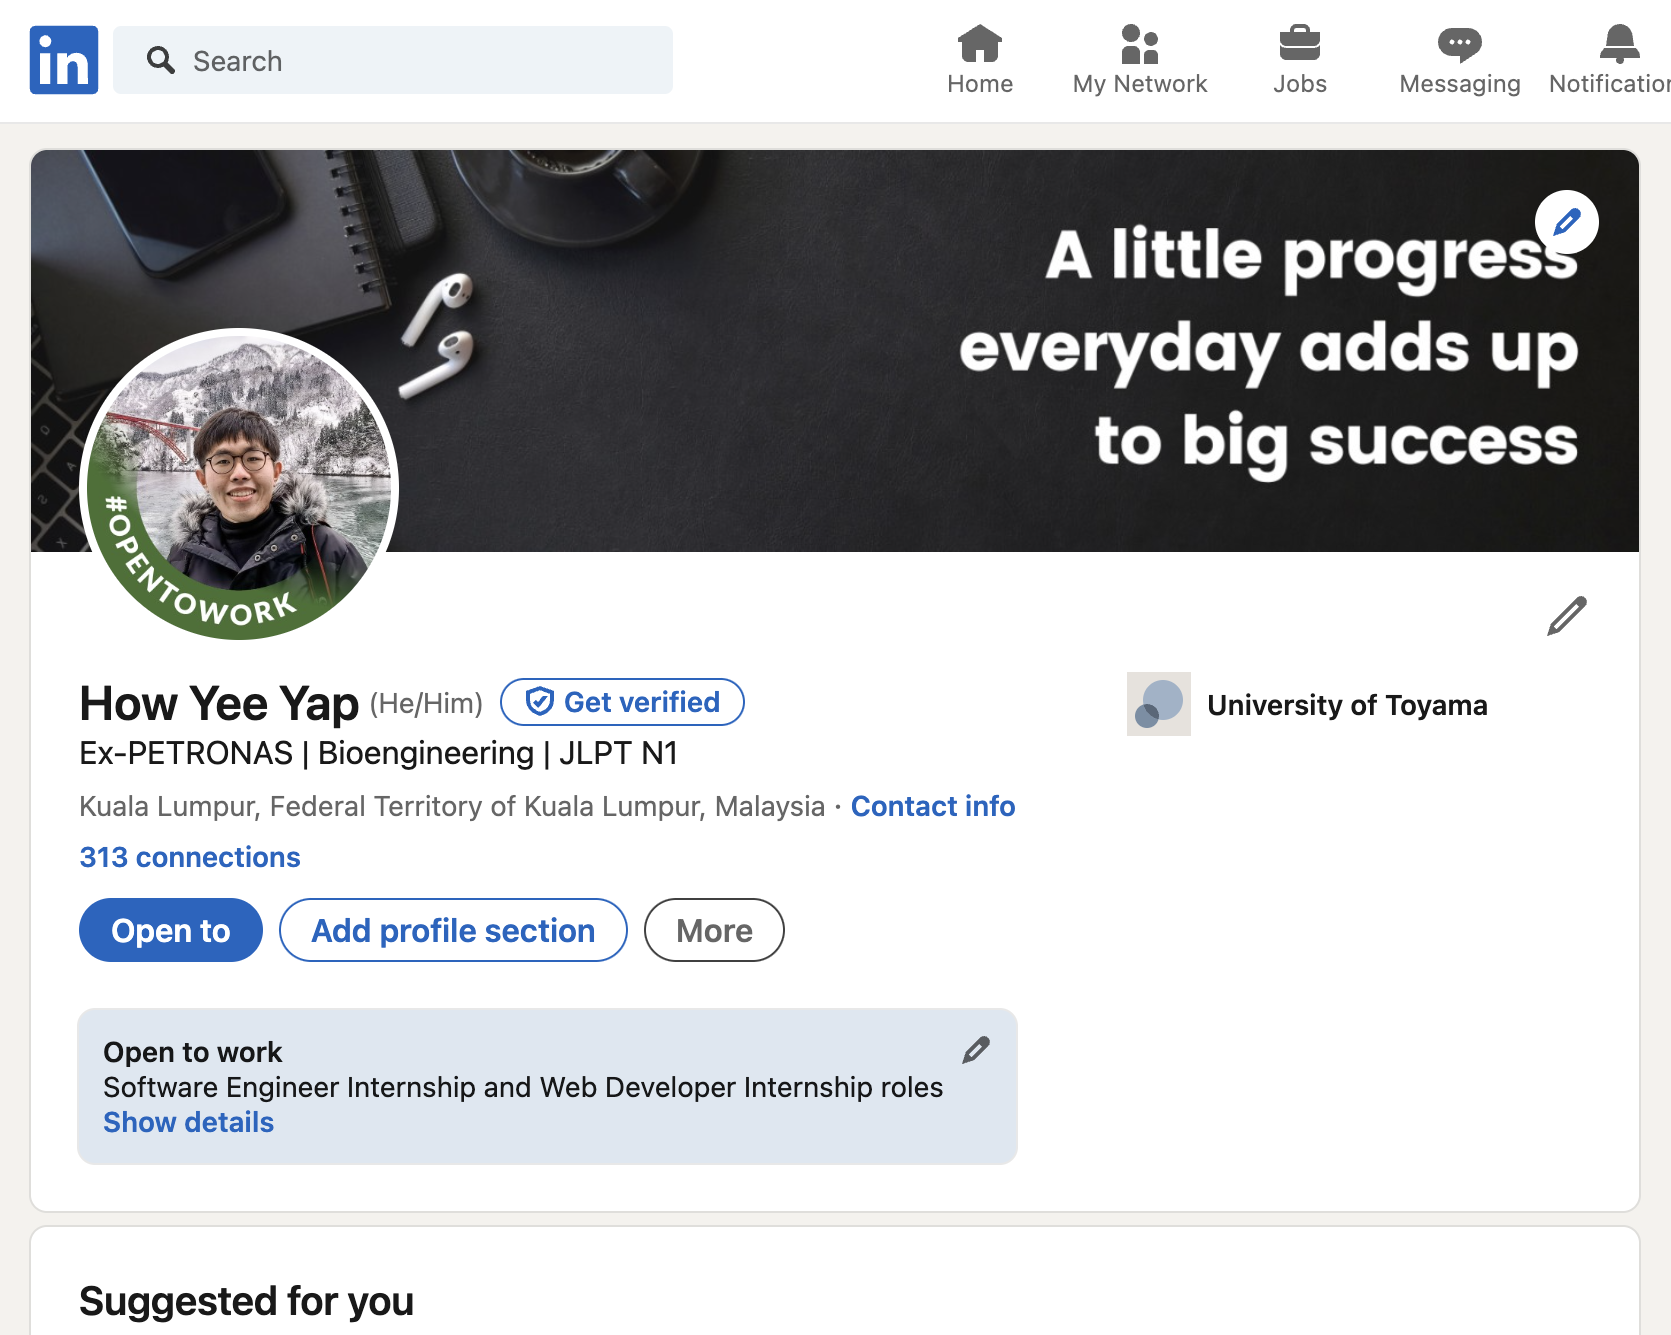 in
Search
Home
My Network
Jobs
Messaging
Notification
A little progress
everyday adds up
to big success
#OPENTOWORK
How Yee Yap (He/Him) Get verified
University of Toyama
Ex-PETRONAS | Bioengineering | JLPT N1
Kuala Lumpur, Federal Territory of Kuala Lumpur, Malaysia · Contact info
313 connections
Open to
Add profile section
More
Open to work
Software Engineer Internship and Web Developer Internship roles
Show details
Suggested for you